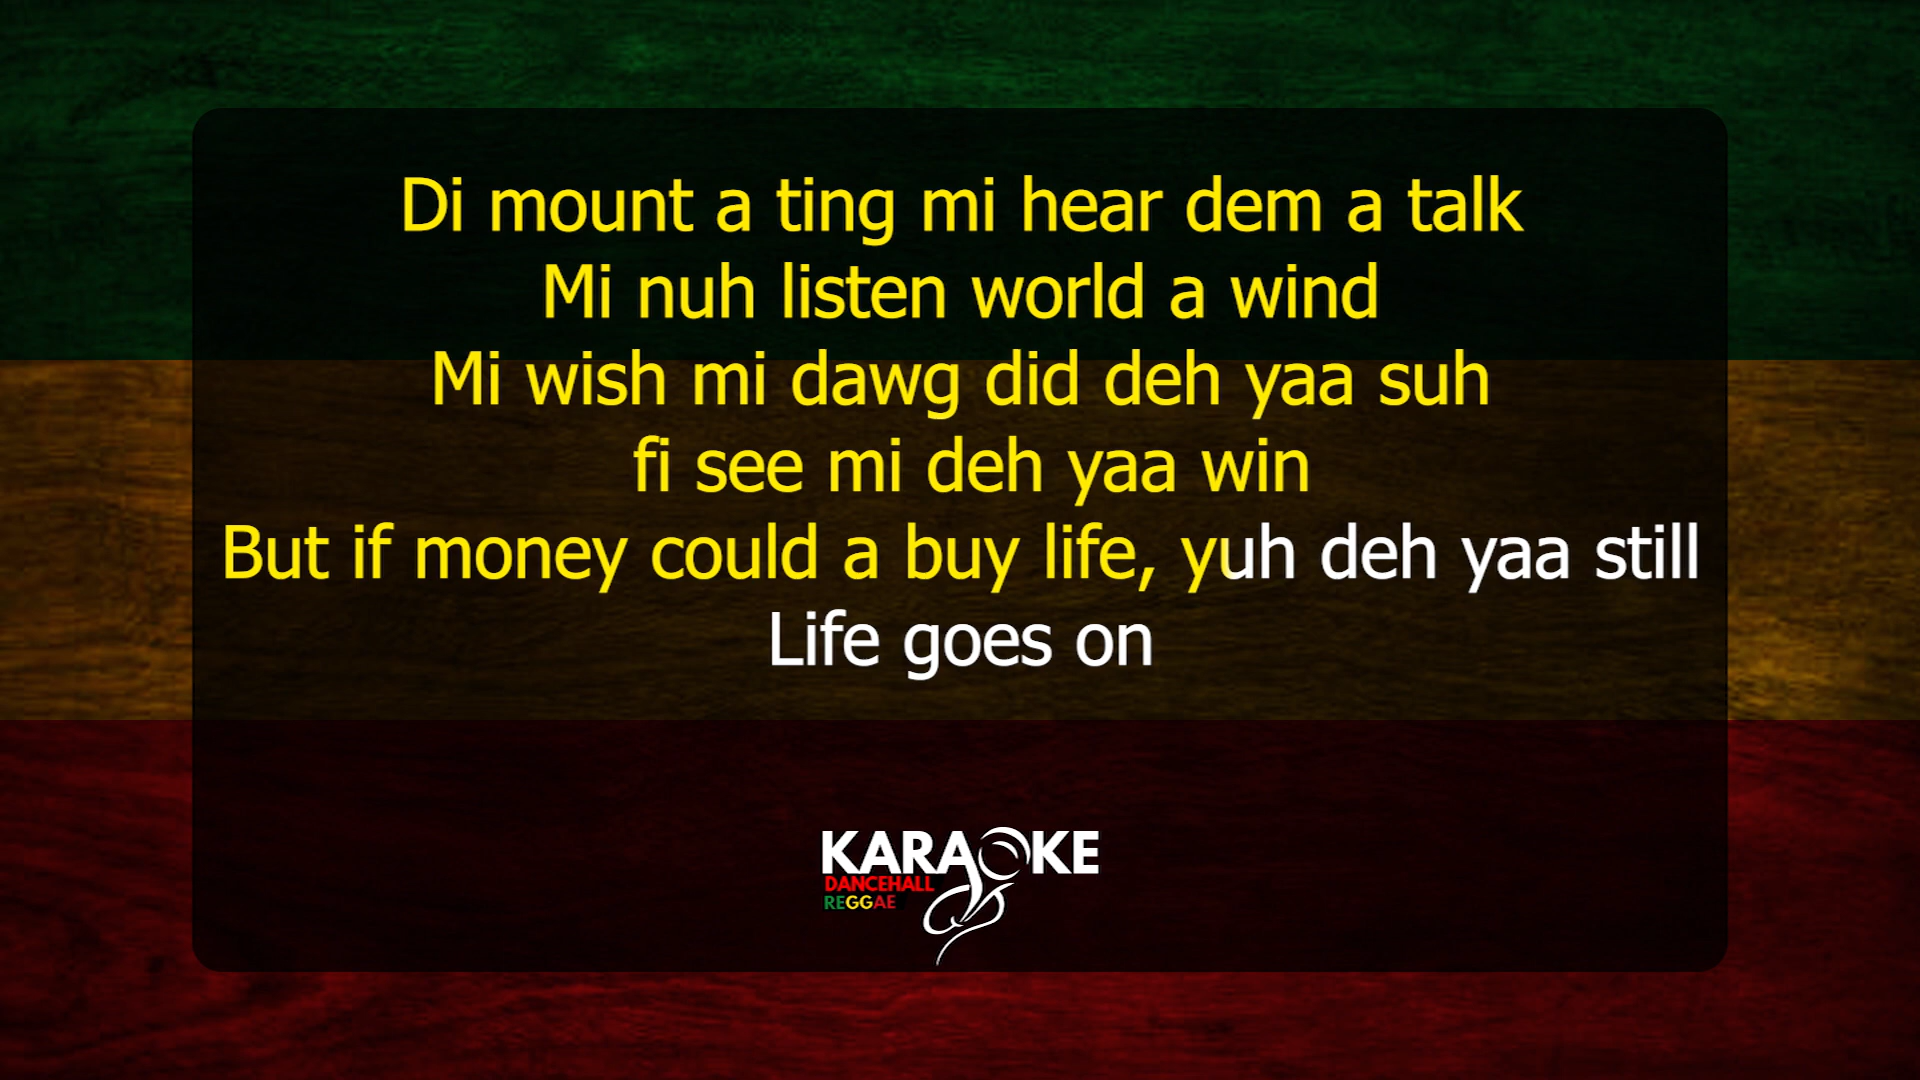 Di mount a ting mi hear dem a talk
Mi nuh listen world a wind
Mi wish mi dawg did deh yaa suh
fi see mi deh yaa win
But if money could a buy life, yuh deh yaa still
Life goes on
KARAOKE
DANCEHALL
REGGAE